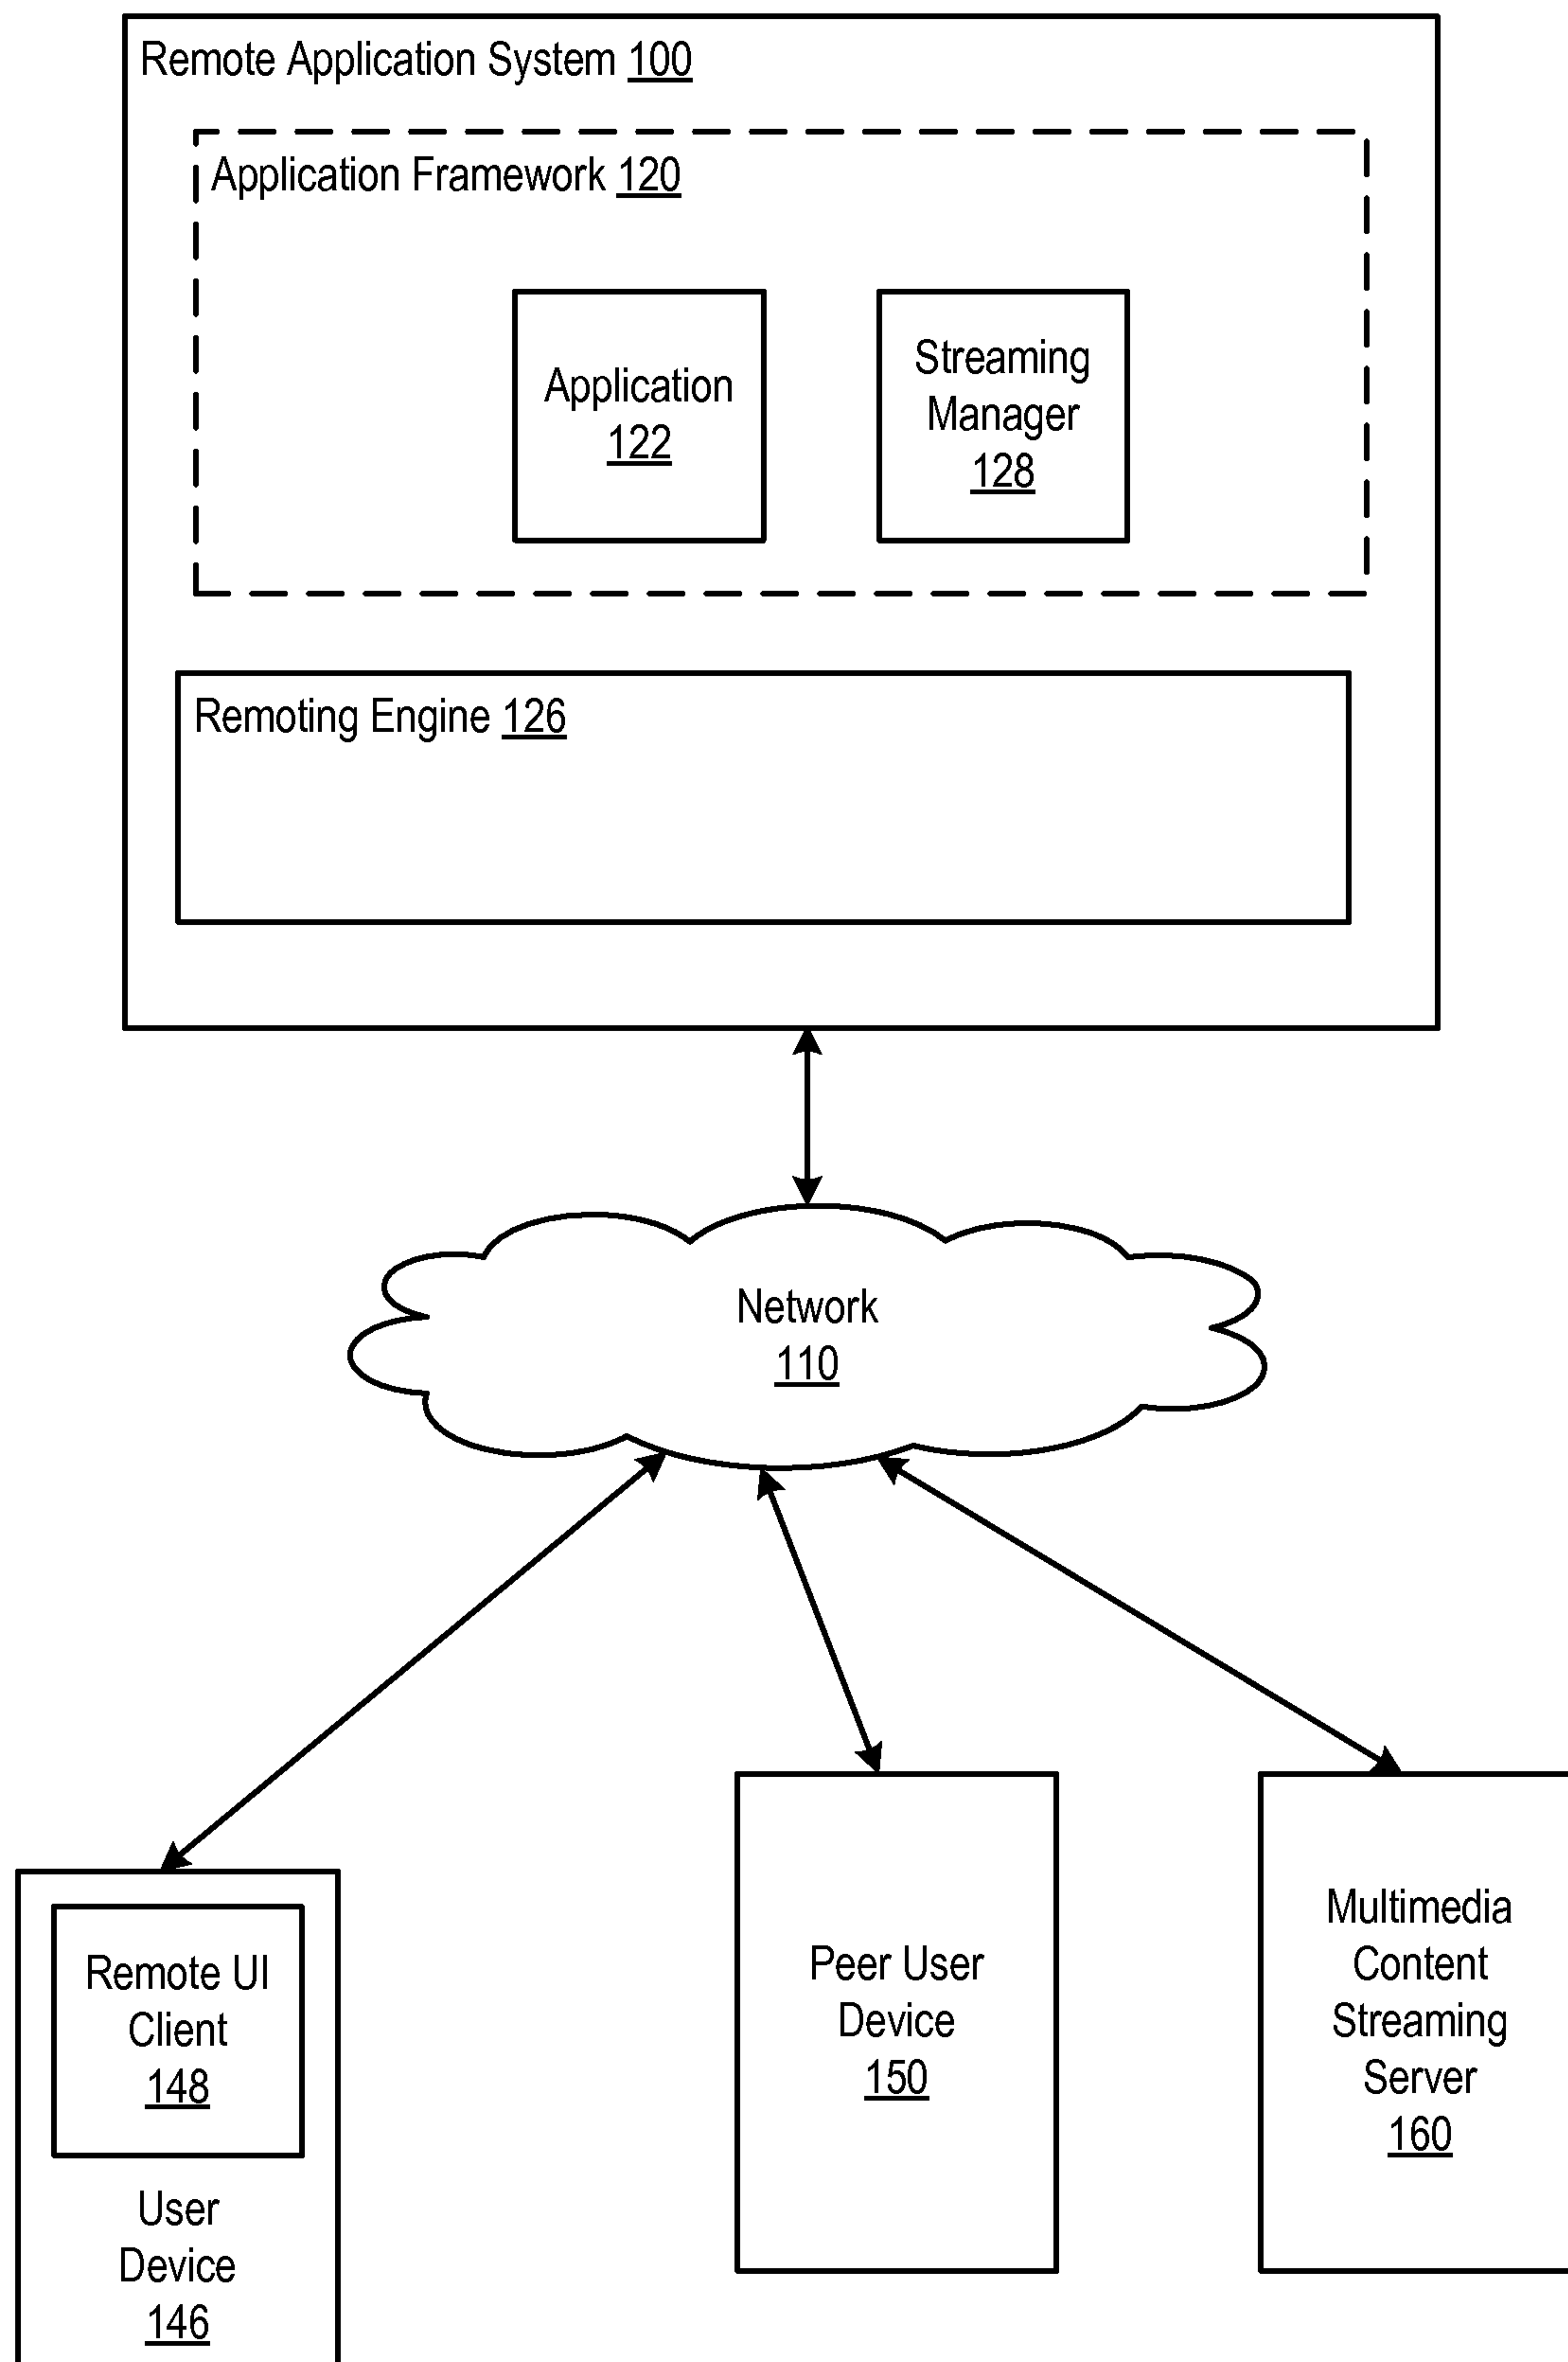 Remote Application System 100
Application Framework 120
Application
122
Streaming
Manager
128
Remoting Engine 126
Network
110
Remote UI
Client
148
User
Device
146
Peer User
Device
150
Multimedia
Content
Streaming
Server
160